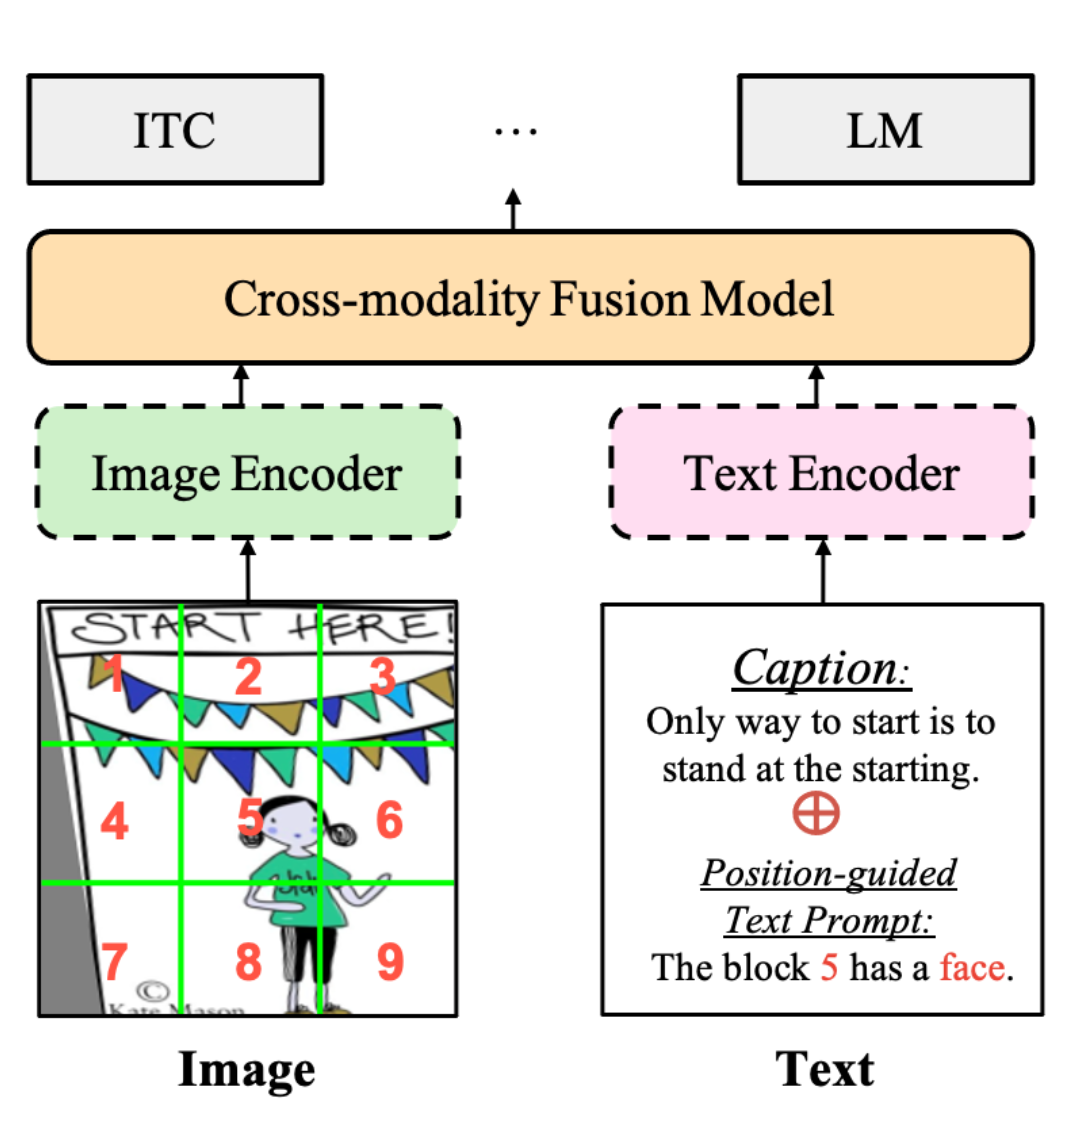 ITC
...
LM
Cross-modality Fusion Model
Image Encoder
Text Encoder
START HERE!
1
2
3
4
5
6
7
8
9
©
Kate Mason
Caption:
Only way to start is to
stand at the starting.
Position-guided
Text Prompt:
The block 5 has a face.
Image
Text